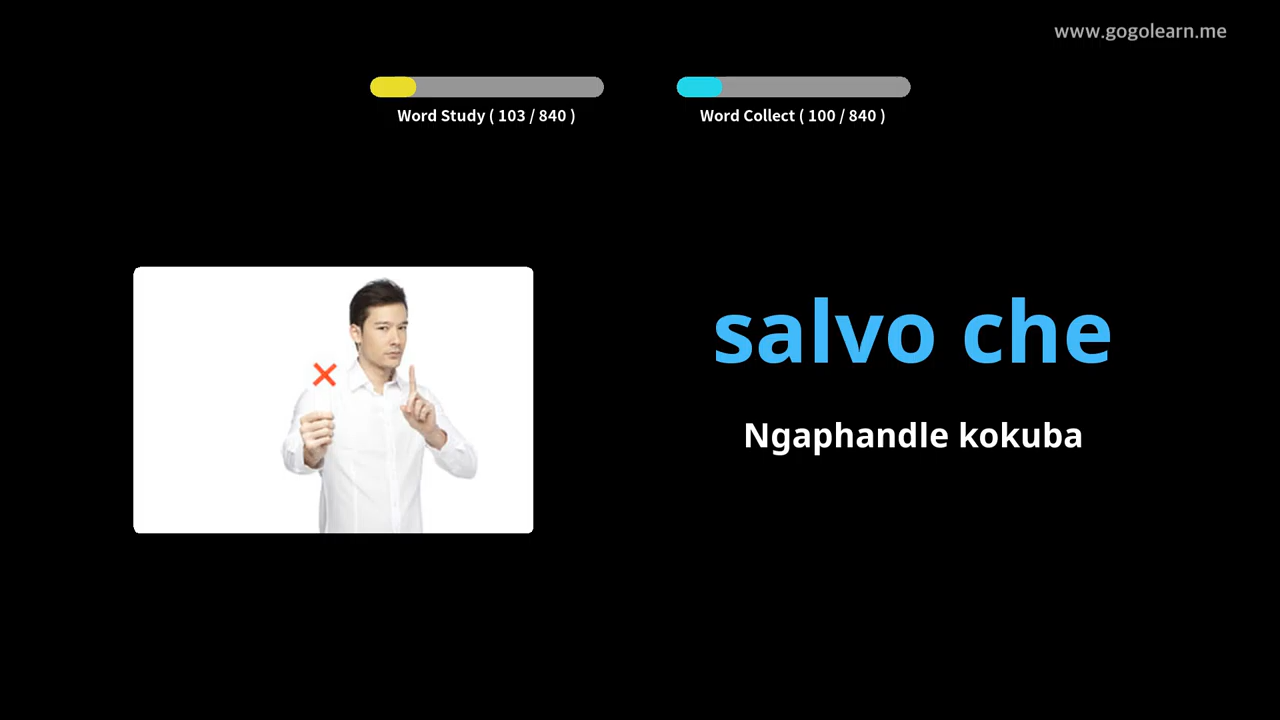 www.gogolearn.me
Word Study ( 103 / 840 )
Word Collect ( 100 / 840 )
salvo che
Ngaphandle kokuba